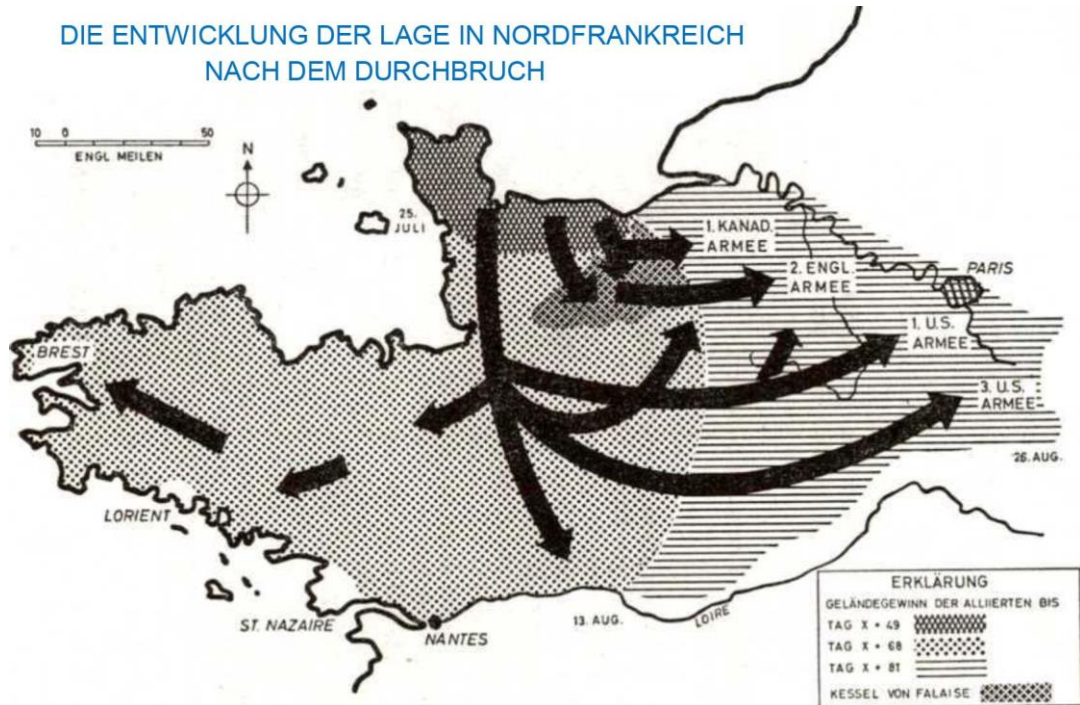 DIE ENTWICKLUNG DER LAGE IN NORDFRANKREICH
NACH DEM DURCHBRUCH
10 0 50
ENGL MEILEN
N
25.
JULI
1. KANAD.
ARMEE
2. ENGL.
ARMEE
PARIS
1. U.S.
ARMEE
3. U.S.
ARMEE
BREST
26. AUG.
LORIENT
ST. NAZAIRE
NANTES
13. AUG.
LOIRE
ERKLÄRUNG
GELÄNDEGEWINN DER ALLIIERTEN BIS
TAG X + 49
TAG X + 68
TAG X + 81
KESSEL VON FALAISE